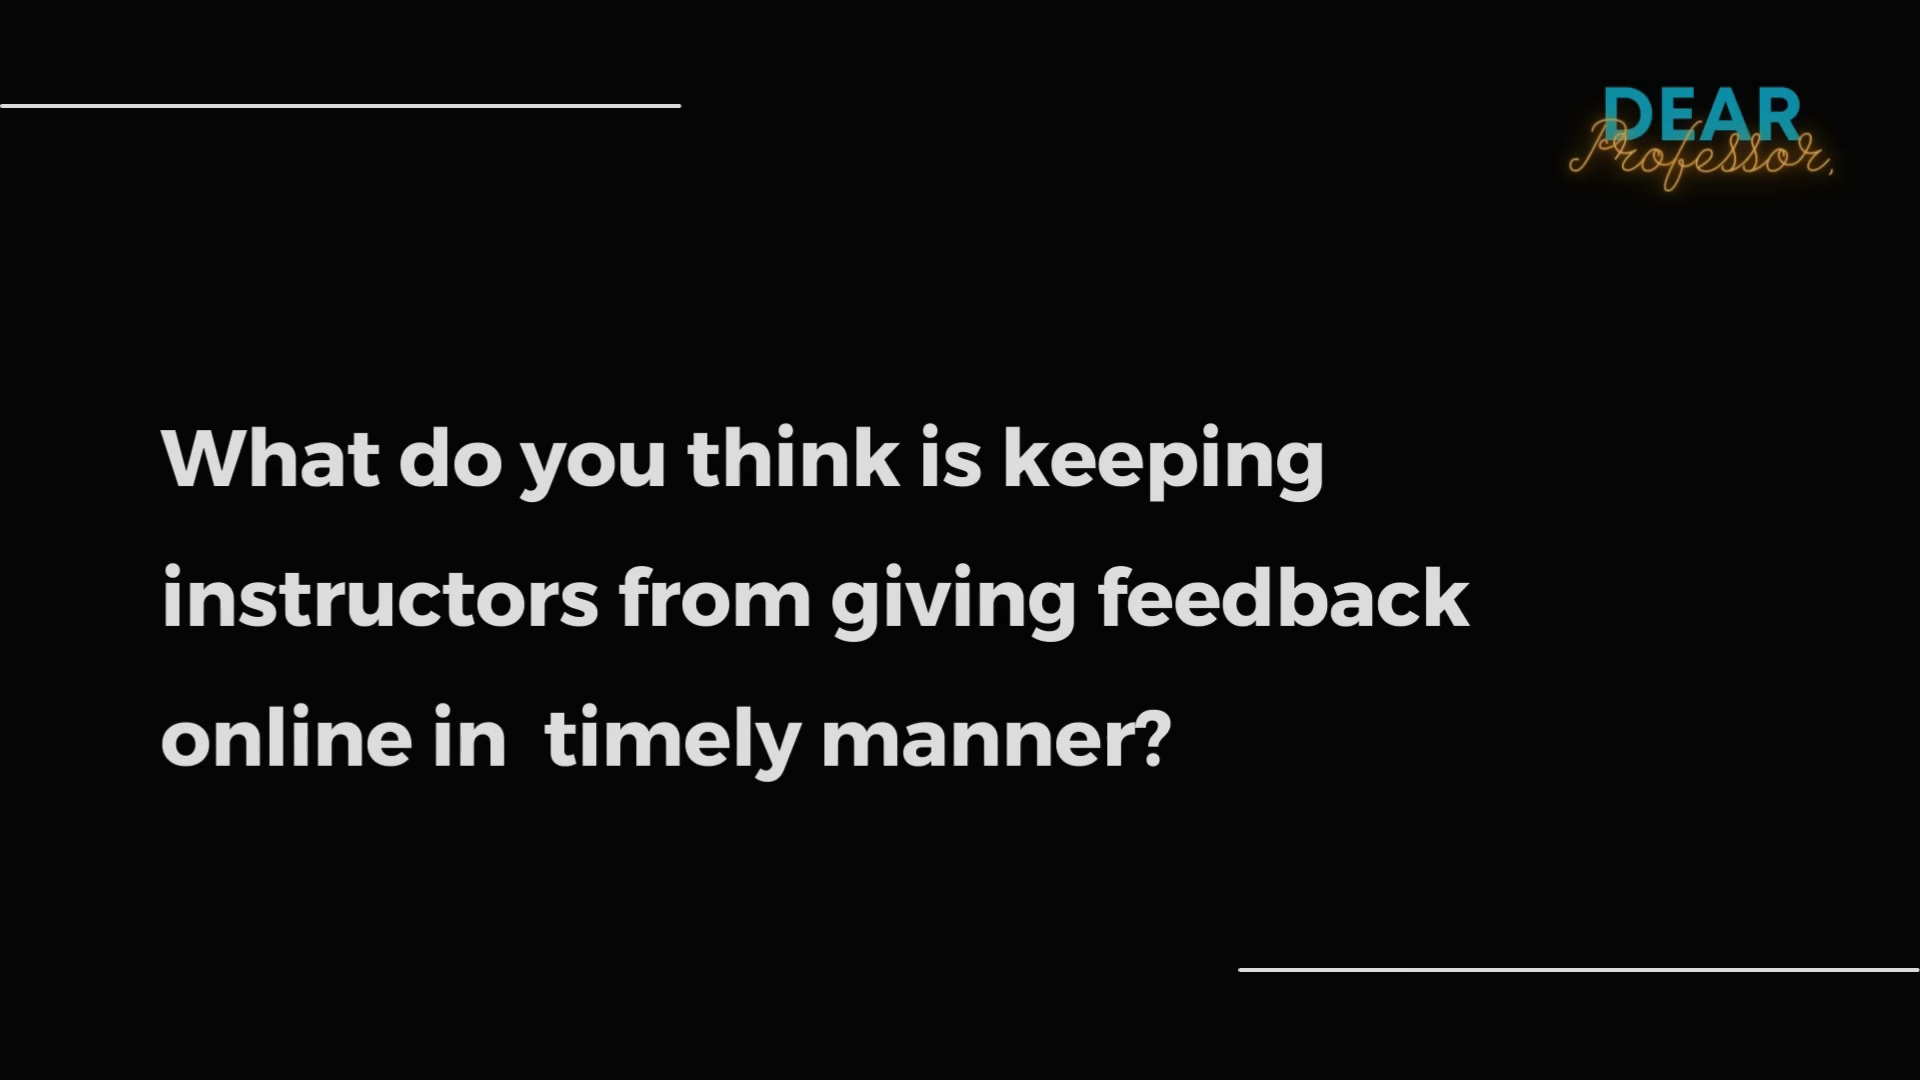 DEAR
Professor,
What do you think is keeping
instructors from giving feedback
online in  timely manner?